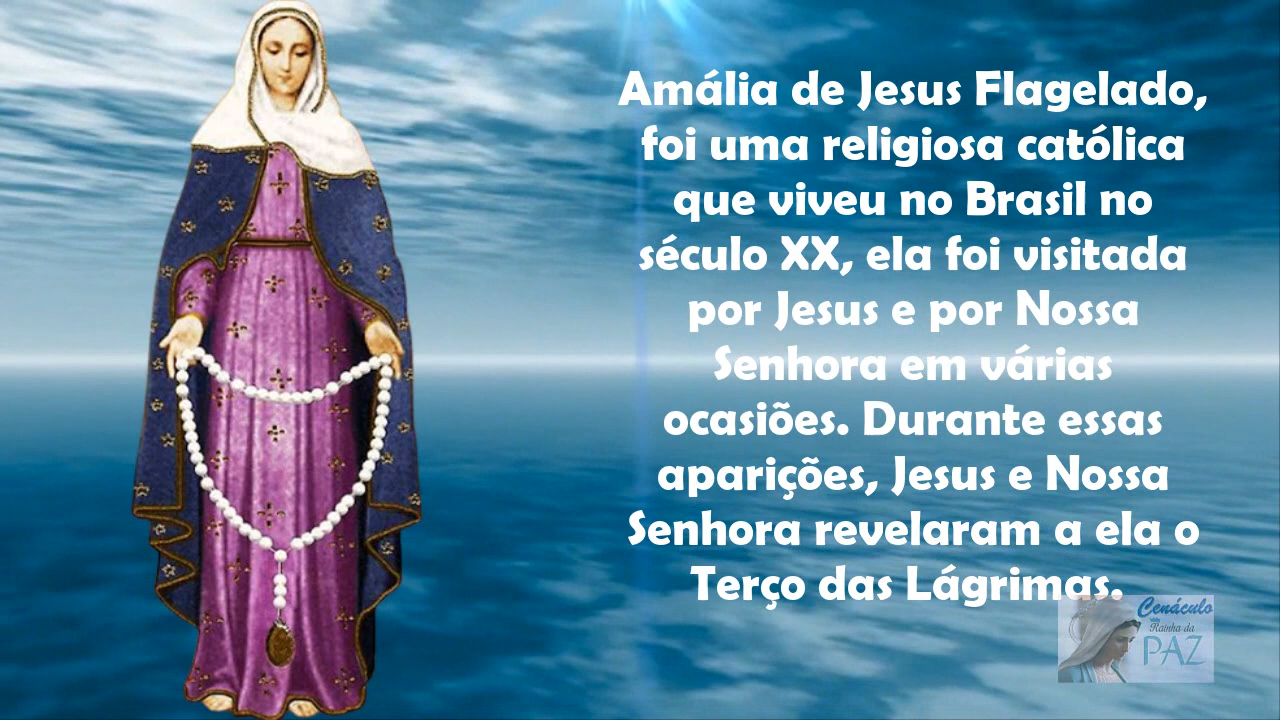 Amália de Jesus Flagelado,
foi uma religiosa católica
que viveu no Brasil no
século XX, ela foi visitada
por Jesus e por Nossa
Senhora em várias
ocasiões. Durante essas
aparições, Jesus e Nossa
Senhora revelaram a ela o
Terço das Lágrimas.
Cenáculo
Rainha da
PAZ